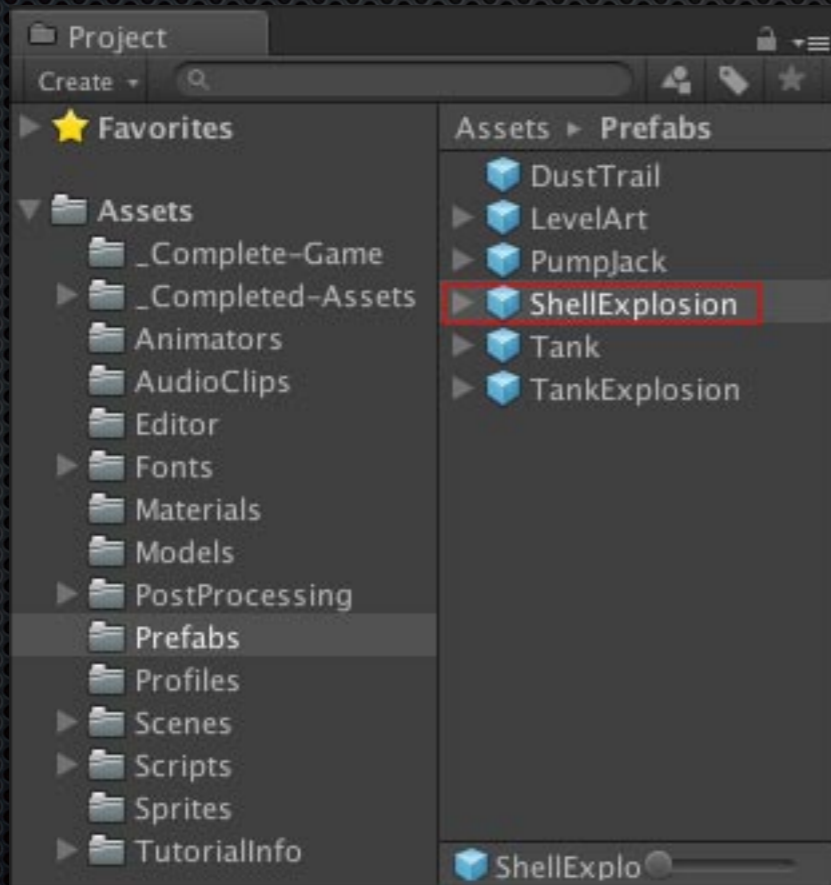 Project
Create
Favorites
Assets
_Complete-Game
_Completed-Assets
Animators
AudioClips
Editor
Fonts
Materials
Models
PostProcessing
Prefabs
Profiles
Scenes
Scripts
Sprites
TutorialInfo
Assets ▸ Prefabs
DustTrail
LevelArt
PumpJack
ShellExplosion
Tank
TankExplosion
ShellExplo